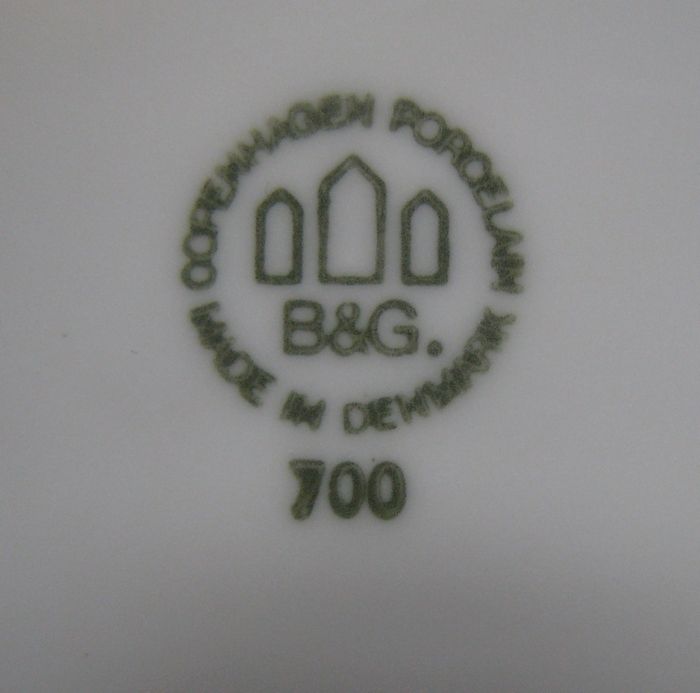 COPENHAGEN PORCELAIN
B&G.
MADE IN DENMARK
700